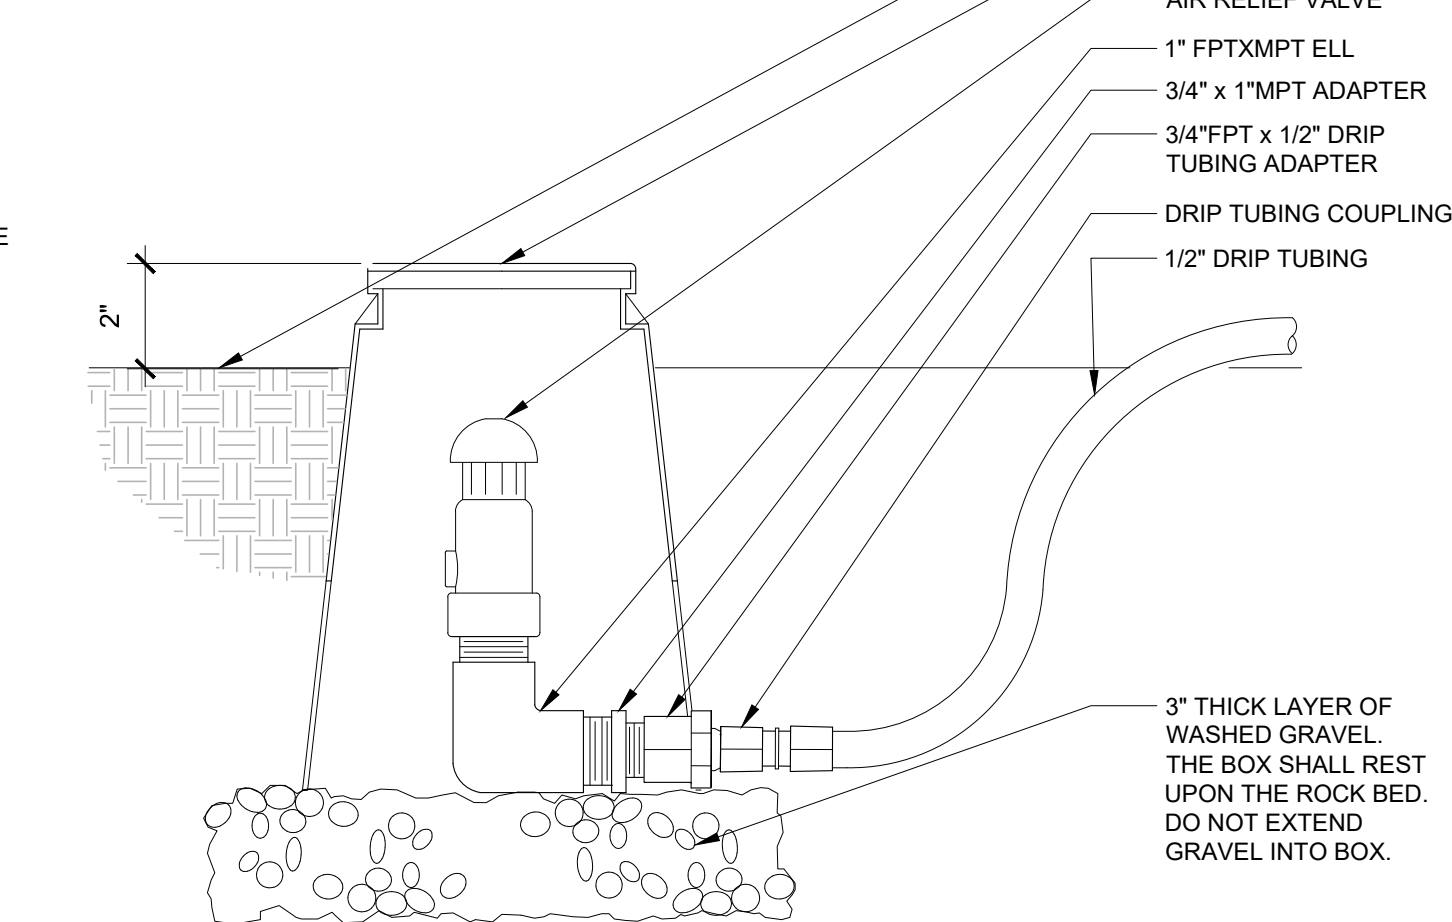 AIR RELIEF VALVE
1" FPTXMPT ELL
3/4" x 1"MPT ADAPTER
3/4"FPT x 1/2" DRIP
TUBING ADAPTER
DRIP TUBING COUPLING
1/2" DRIP TUBING
E
2"
3" THICK LAYER OF
WASHED GRAVEL.
THE BOX SHALL REST
UPON THE ROCK BED.
DO NOT EXTEND
GRAVEL INTO BOX.